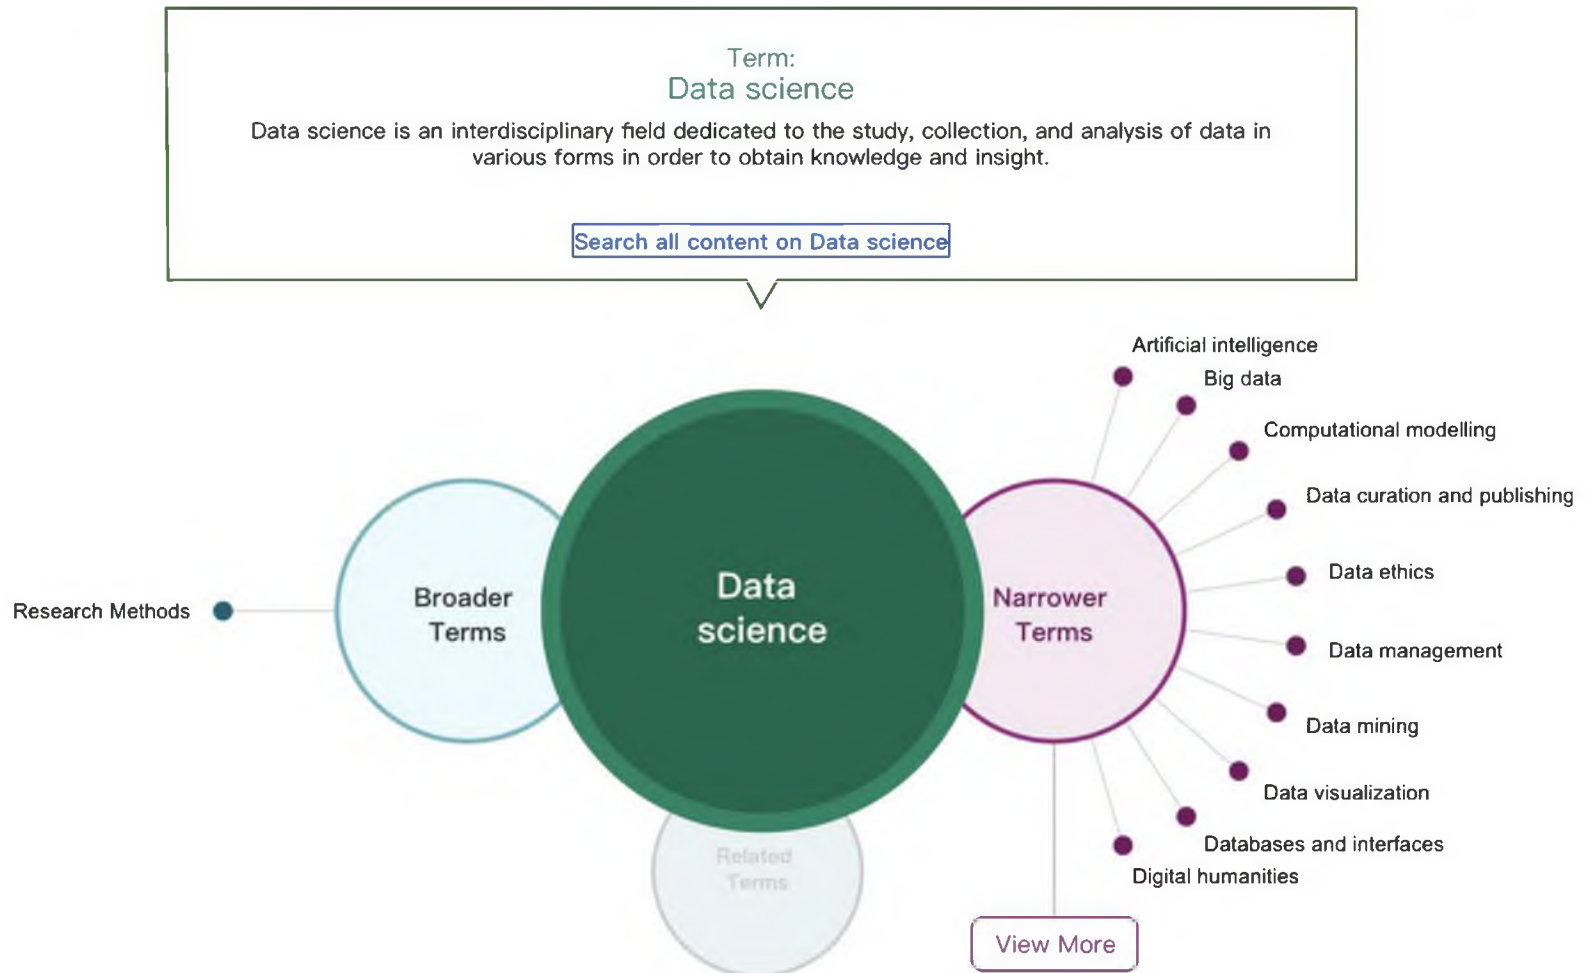 Term:
Data science
Data science is an interdisciplinary field dedicated to the study, collection, and analysis of data in
various forms in order to obtain knowledge and insight.
Search all content on Data science
Artificial intelligence
Big data
Computational modelling
Data curation and publishing
Data ethics
Data management
Data mining
Data visualization
Databases and interfaces
Digital humanities
Research Methods
Broader
Terms
Data
science
Narrower
Terms
Related
Terms
View More